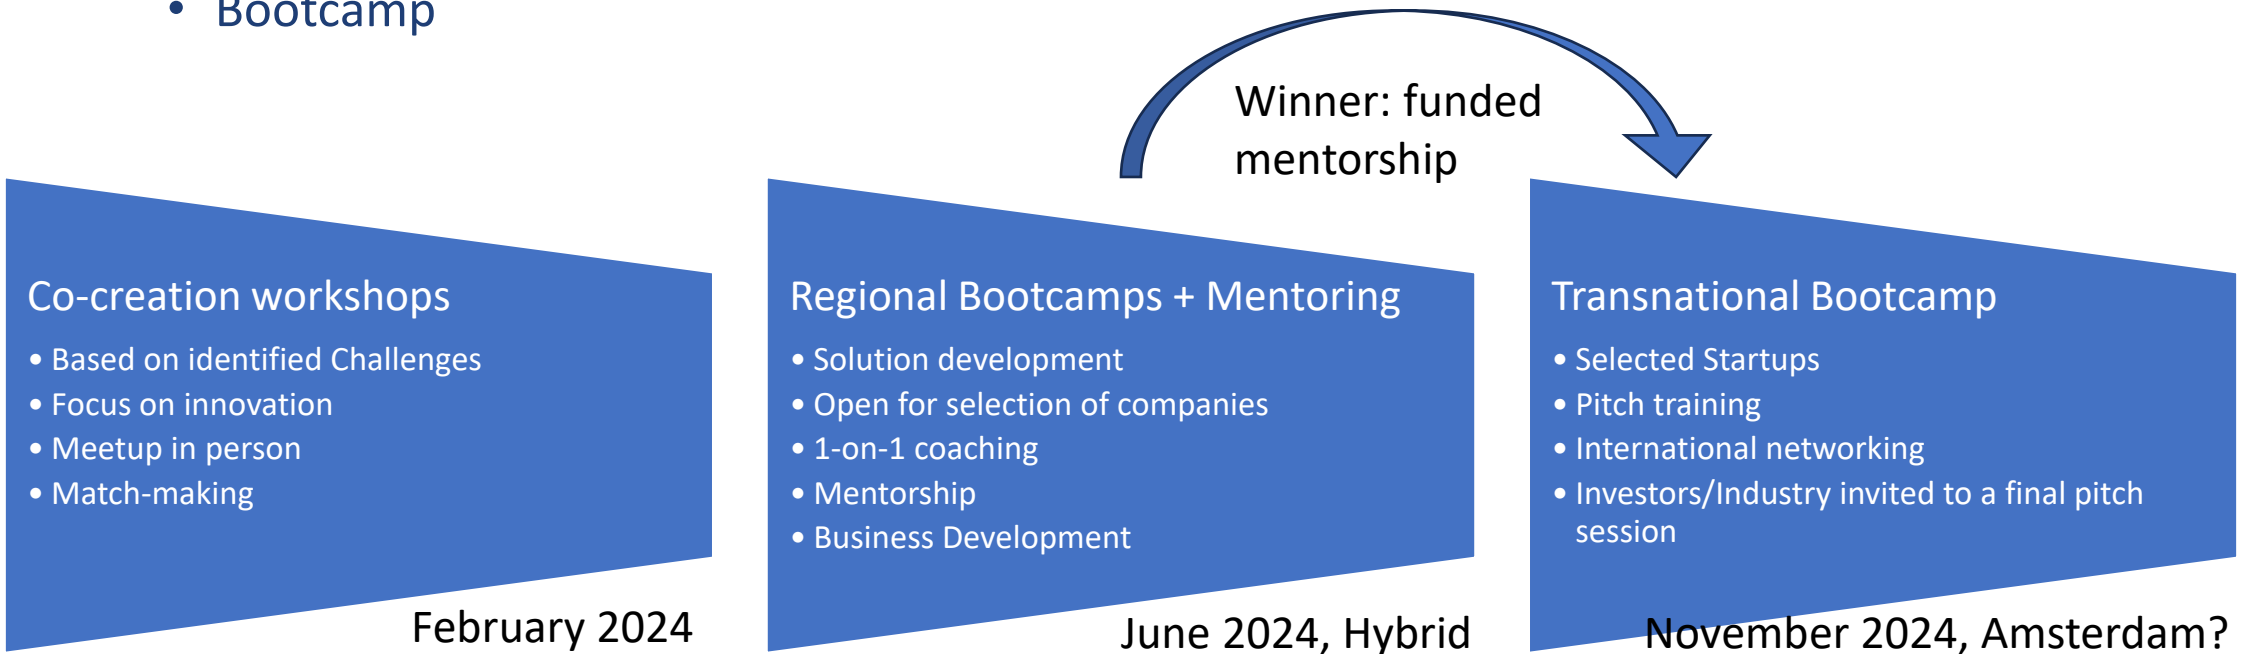 • Bootcamp
Winner: funded
mentorship
Co-creation workshops
• Based on identified Challenges
• Focus on innovation
• Meetup in person
• Match-making
February 2024
Regional Bootcamps + Mentoring
• Solution development
• Open for selection of companies
• 1-on-1 coaching
• Mentorship
• Business Development
June 2024, Hybrid
Transnational Bootcamp
• Selected Startups
• Pitch training
• International networking
• Investors/Industry invited to a final pitch
session
November 2024, Amsterdam?